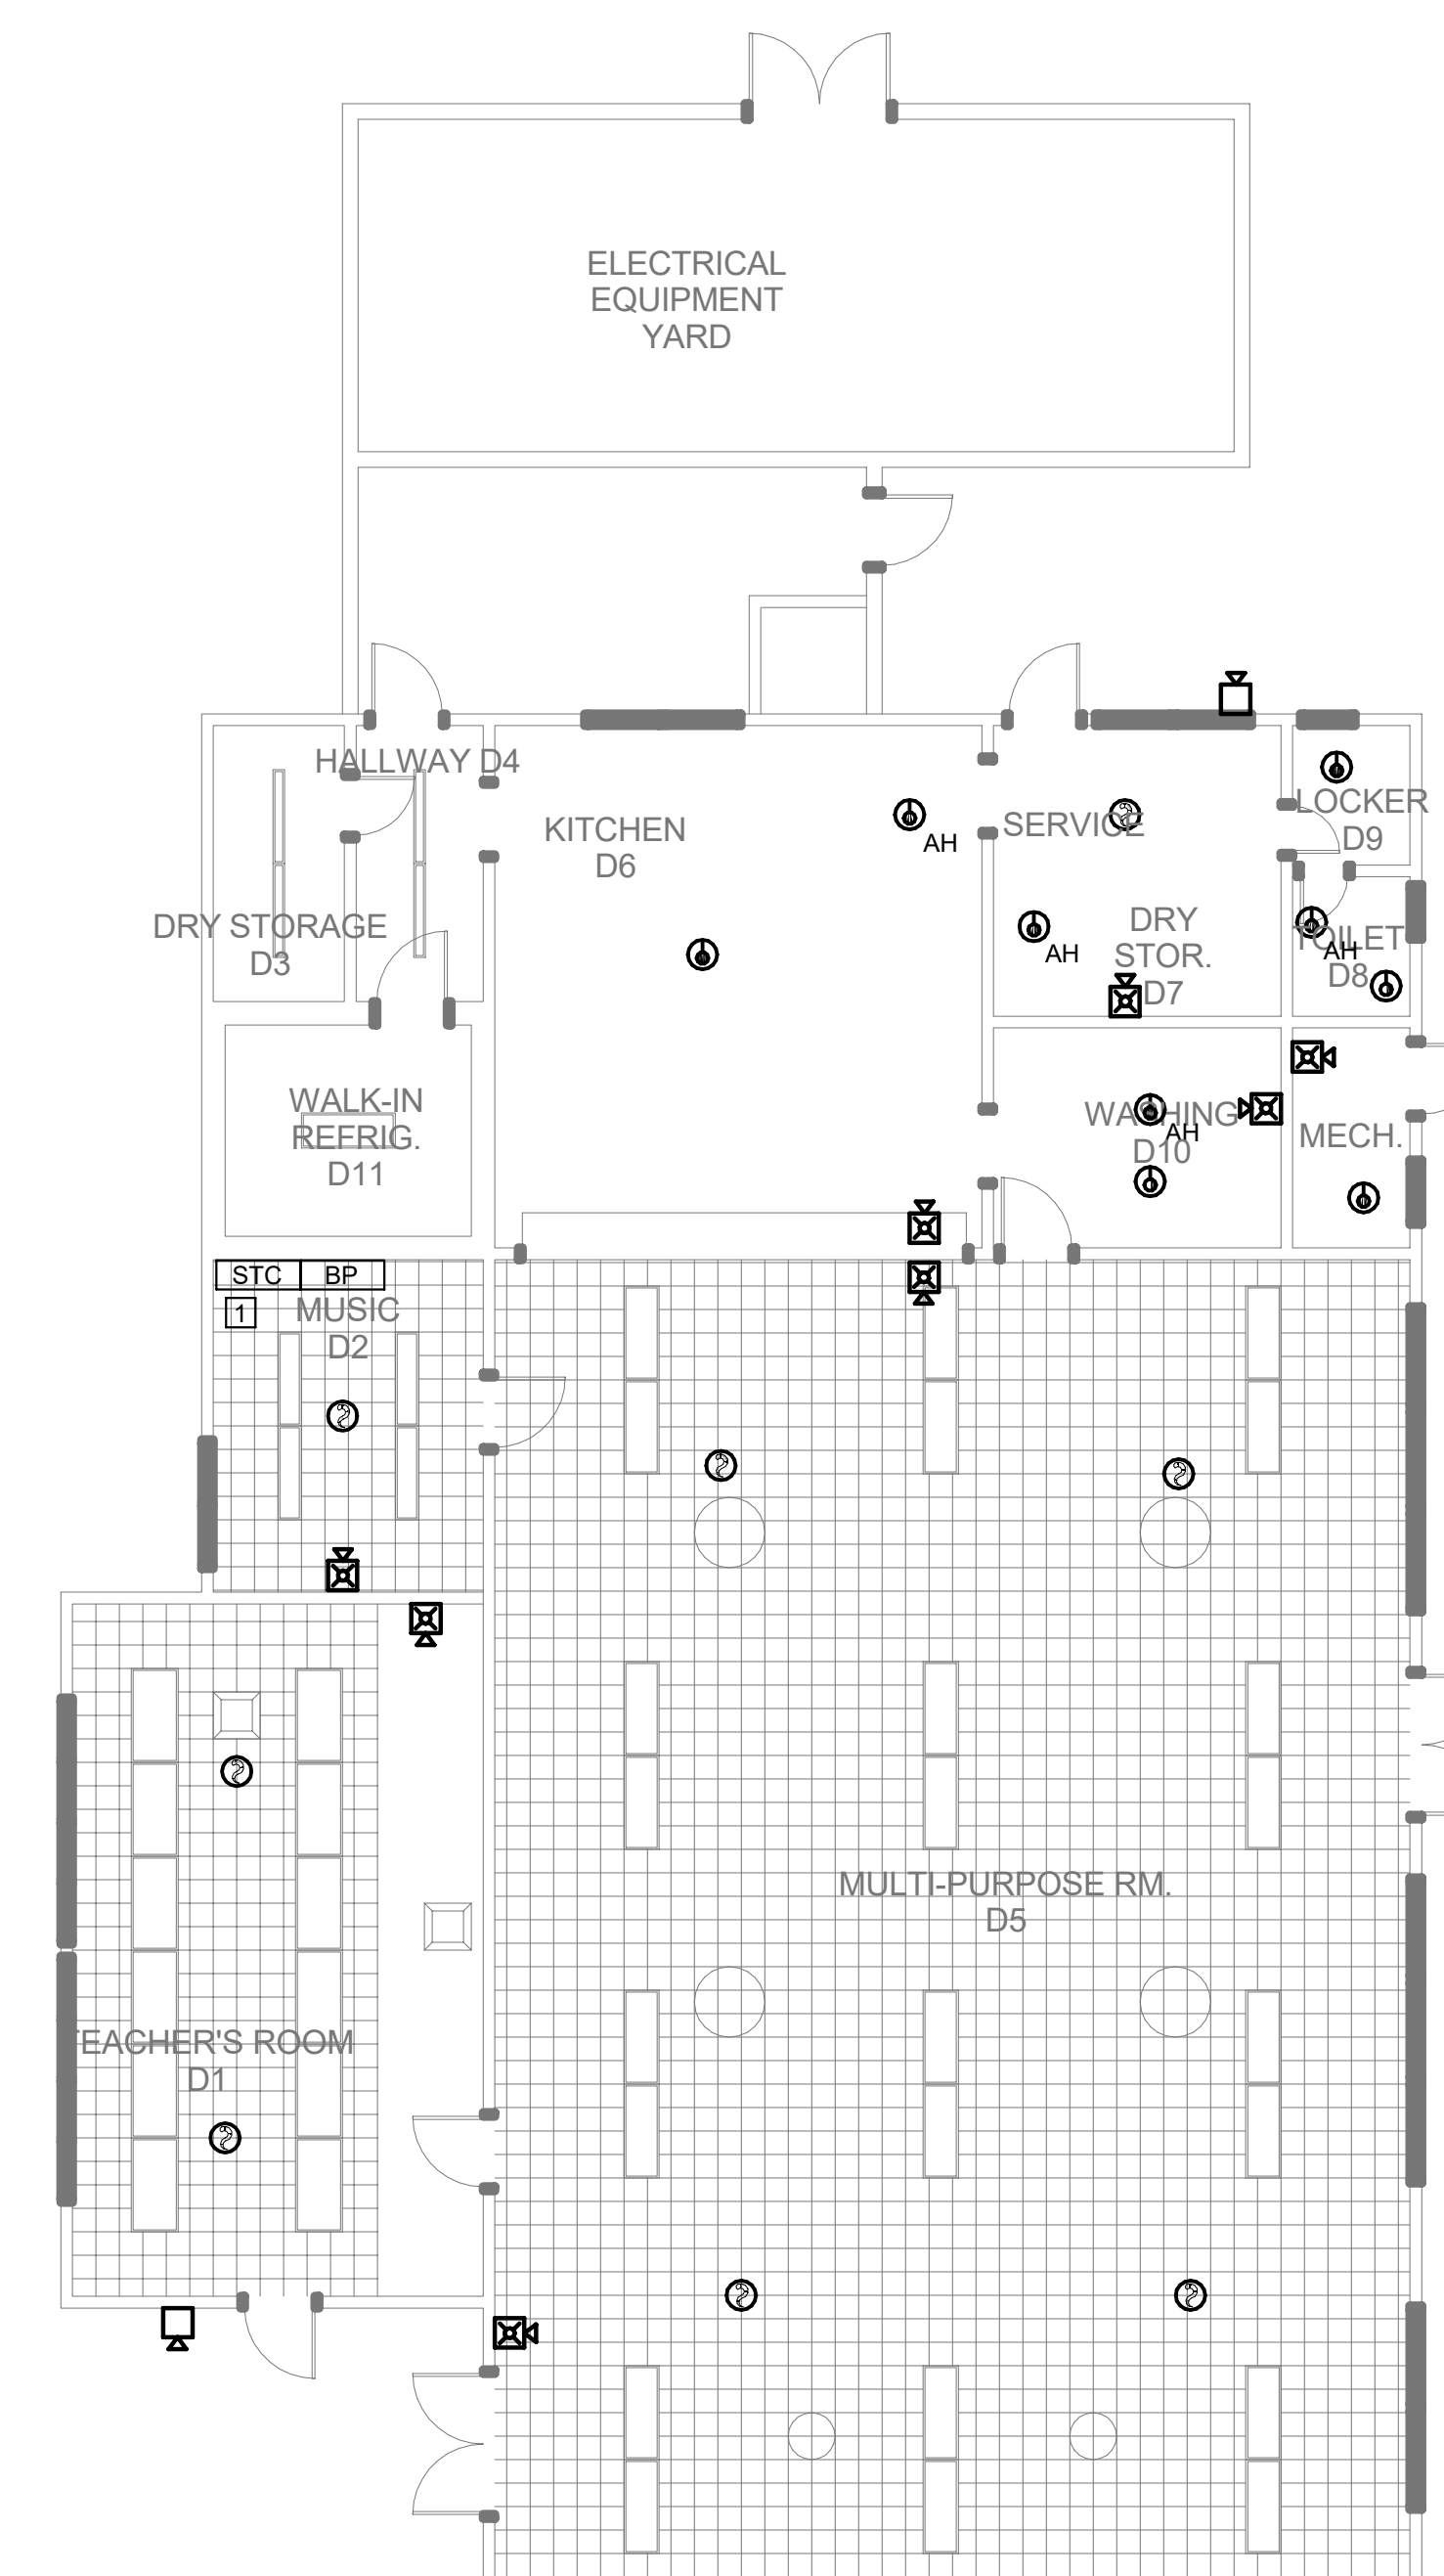 ELECTRICAL
EQUIPMENT
YARD
HALLWAY D4
KITCHEN
D6
AH
SERVICE
LOCKER
D9
DRY STORAGE
D3
AH
DRY
STOR.
D7
TOILET
AH
D8
WALK-IN
REFRIG.
D11
WASHING
AH
D10
MECH.
STC BP
1
MUSIC
D2
MULTI-PURPOSE RM.
D5
TEACHER'S ROOM
D1